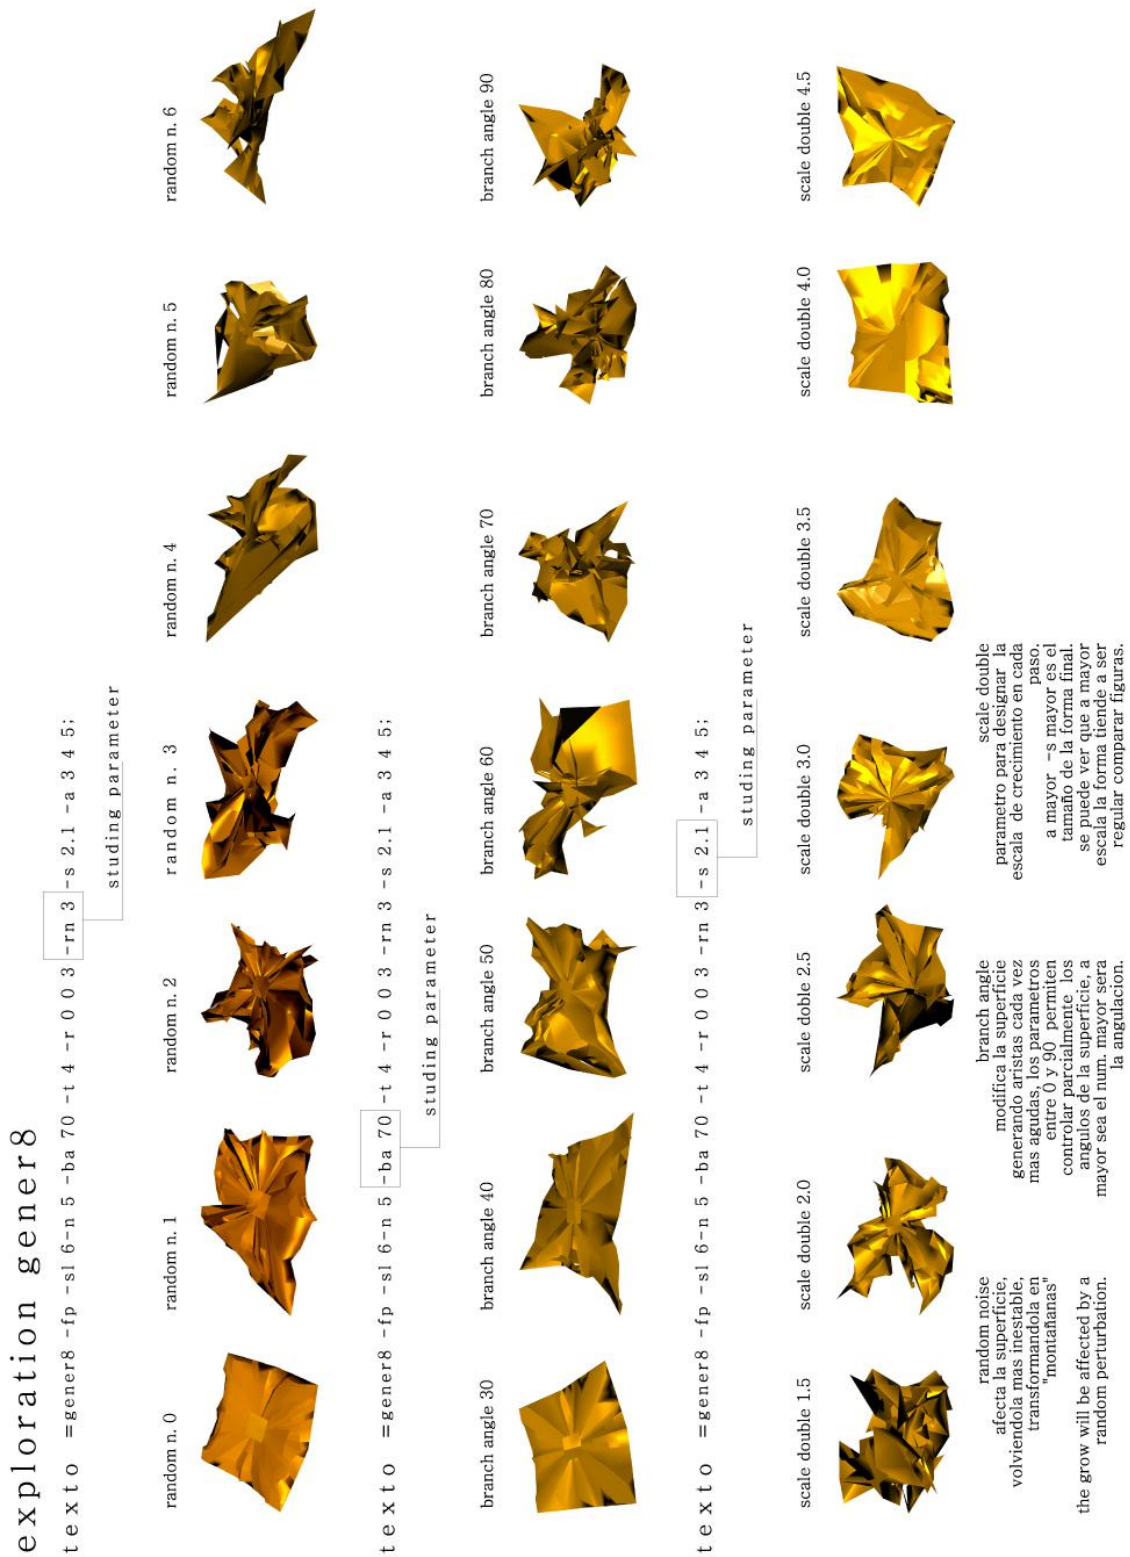 exploration gener8
texto =gener8 -fp -sl 6-n 5 -ba 70 -t 4 -r 0 0 3 -rn 3 -s 2.1 -a 3 4 5;
studing parameter
random n. 0
random n. 1
random n. 2
random n. 3
random n. 4
random n. 5
random n. 6
texto =gener8 -fp -sl 6-n 5 -ba 70 -t 4 -r 0 0 3 -rn 3 -s 2.1 -a 3 4 5;
studing parameter
branch angle 30
branch angle 40
branch angle 50
branch angle 60
branch angle 70
branch angle 80
branch angle 90
texto =gener8 -fp -sl 6-n 5 -ba 70 -t 4 -r 0 0 3 -rn 3 -s 2.1 -a 3 4 5;
studing parameter
scale double 1.5
scale double 2.0
scale doble 2.5
scale double 3.0
scale double 3.5
scale double 4.0
scale double 4.5
random noise
afecta la superficie,
volviendola mas inestable,
transformandola en
"montañanas"
the grow will be affected by a
random perturbation.
branch angle
modifica la superficie
generando aristas cada vez
mas agudas, los parametros
entre 0 y 90 permiten
controlar parcialmente los
angulos de la superficie, a
mayor sea el num. mayor sera
la angulacion.
scale double
parametro para designar la
escala de crecimiento en cada
paso.
a mayor -s mayor es el
tamaño de la forma final.
se puede ver que a mayor
escala la forma tiende a ser
regular comparar figuras.